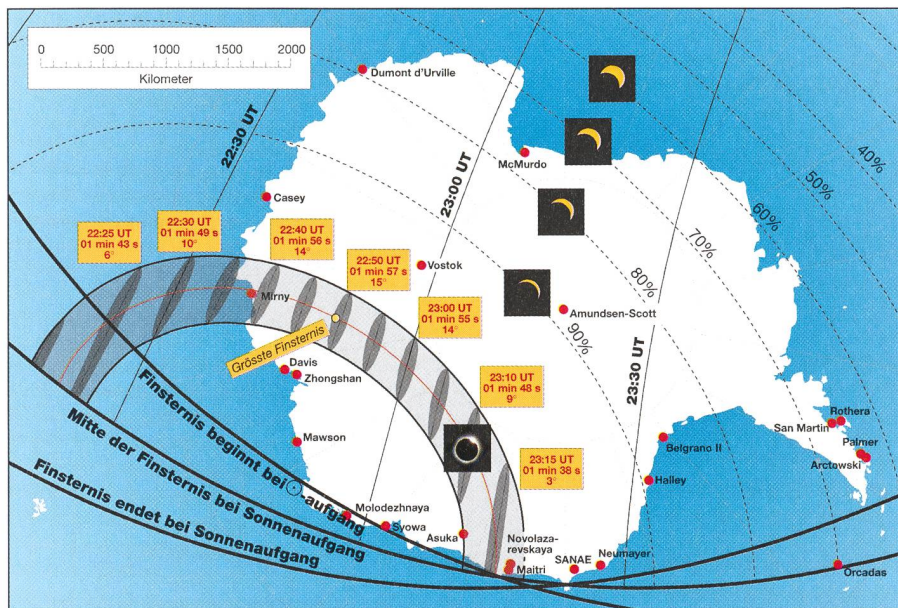 0 500 1000 1500 2000
Kilometer
Dumont d'Urville
22:30 UT
23:00 UT
McMurdo
40%
50%
60%
70%
80%
90%
Casey
22:25 UT
01 min 43 s
6°
22:30 UT
01 min 49 s
10°
22:40 UT
01 min 56 s
14°
22:50 UT
01 min 57 s
15°
Vostok
Mirny
23:00 UT
01 min 55 s
14°
Amundsen-Scott
Grösste Finsternis
23:30 UT
Davis
Zhongshan
23:10 UT
01 min 48 s
9°
Finsternis beginnt bei ⊙-aufgang
Mitte der Finsternis bei Sonnenaufgang
Finsternis endet bei Sonnenaufgang
Mawson
23:15 UT
01 min 38 s
3°
Belgrano II
Halley
Rothera
San Martin
Palmer
Arctowski
Molodezhnaya
Syowa
Asuka
Novolaza-
revskaya
Maitri
SANAE
Neumayer
Orcadas